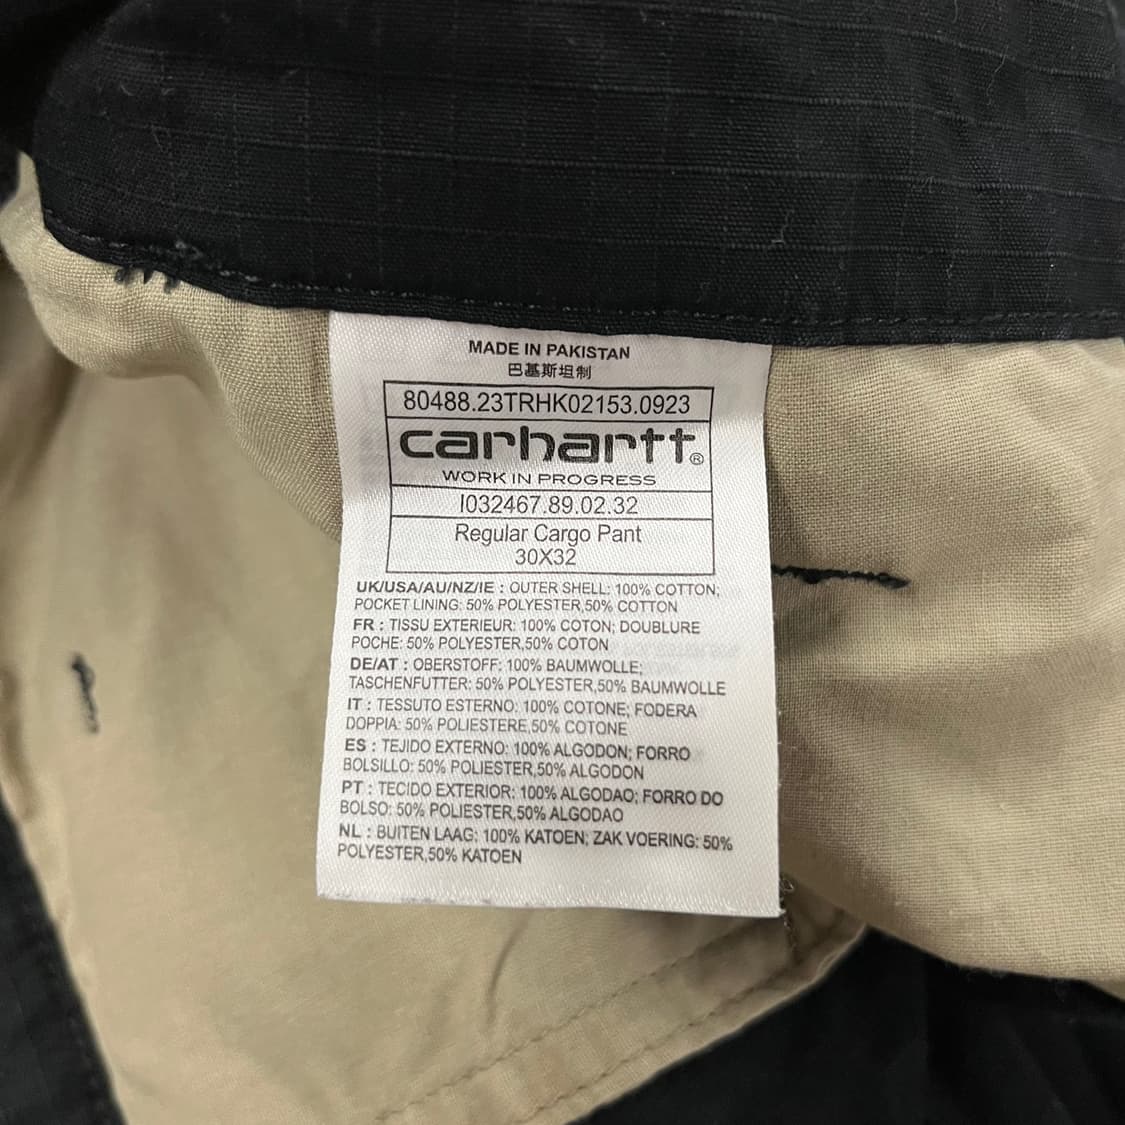 MADE IN PAKISTAN
巴基斯坦制
80488.23TRHK02153.0923
carhartt®
WORK IN PROGRESS
I032467.89.02.32
Regular Cargo Pant
30X32
UK/USA/AU/NZ/IE : OUTER SHELL: 100% COTTON;
POCKET LINING: 50% POLYESTER,50% COTTON
FR : TISSU EXTERIEUR: 100% COTON; DOUBLURE
POCHE: 50% POLYESTER,50% COTON
DE/AT : OBERSTOFF: 100% BAUMWOLLE;
TASCHENFUTTER: 50% POLYESTER,50% BAUMWOLLE
IT : TESSUTO ESTERNO: 100% COTONE; FODERA
DOPPIA: 50% POLIESTERE,50% COTONE
ES : TEJIDO EXTERNO: 100% ALGODON; FORRO
BOLSILLO: 50% POLIESTER,50% ALGODON
PT : TECIDO EXTERIOR: 100% ALGODAO; FORRO DO
BOLSO: 50% POLIESTER,50% ALGODAO
NL : BUITEN LAAG: 100% KATOEN; ZAK VOERING: 50%
POLYESTER,50% KATOEN